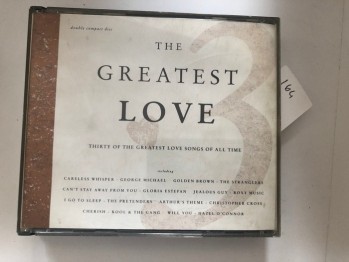 double compact disc
THE
GREATEST
LOVE
3
THIRTY OF THE GREATEST LOVE SONGS OF ALL TIME
including
CARELESS WHISPER · GEORGE MICHAEL · GOLDEN BROWN · THE STRANGLERS
CAN'T STAY AWAY FROM YOU · GLORIA ESTEFAN · JEALOUS GUY · ROXY MUSIC
I GO TO SLEEP · THE PRETENDERS · ARTHUR'S THEME · CHRISTOPHER CROSS
CHERISH · KOOL & THE GANG · WILL YOU · HAZEL O'CONNOR
164